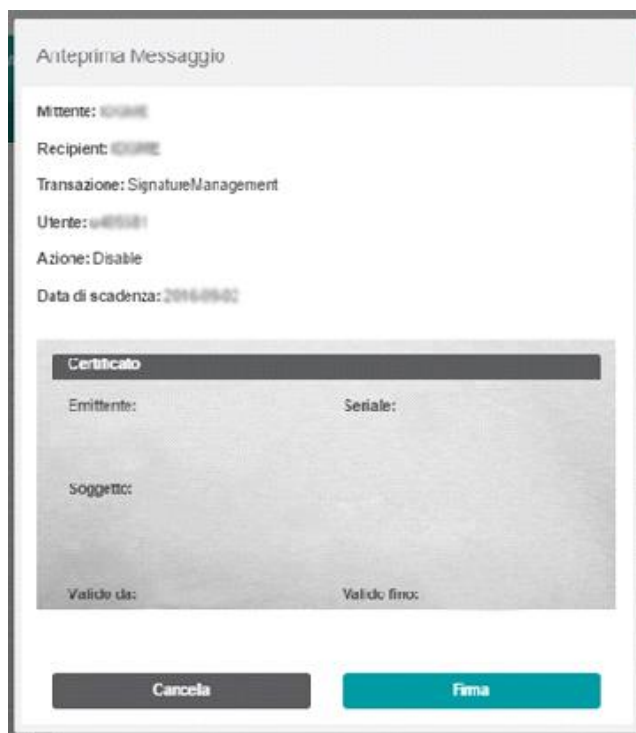 Anteprima Messaggio
Mittente:
Recipient:
Transazione: SignatureManagement
Utente:
Azione: Disable
Data di scadenza:
Certificato
Emittente: Seriale:
Soggetto:
Valido da: Valido fino:
Cancella Firma